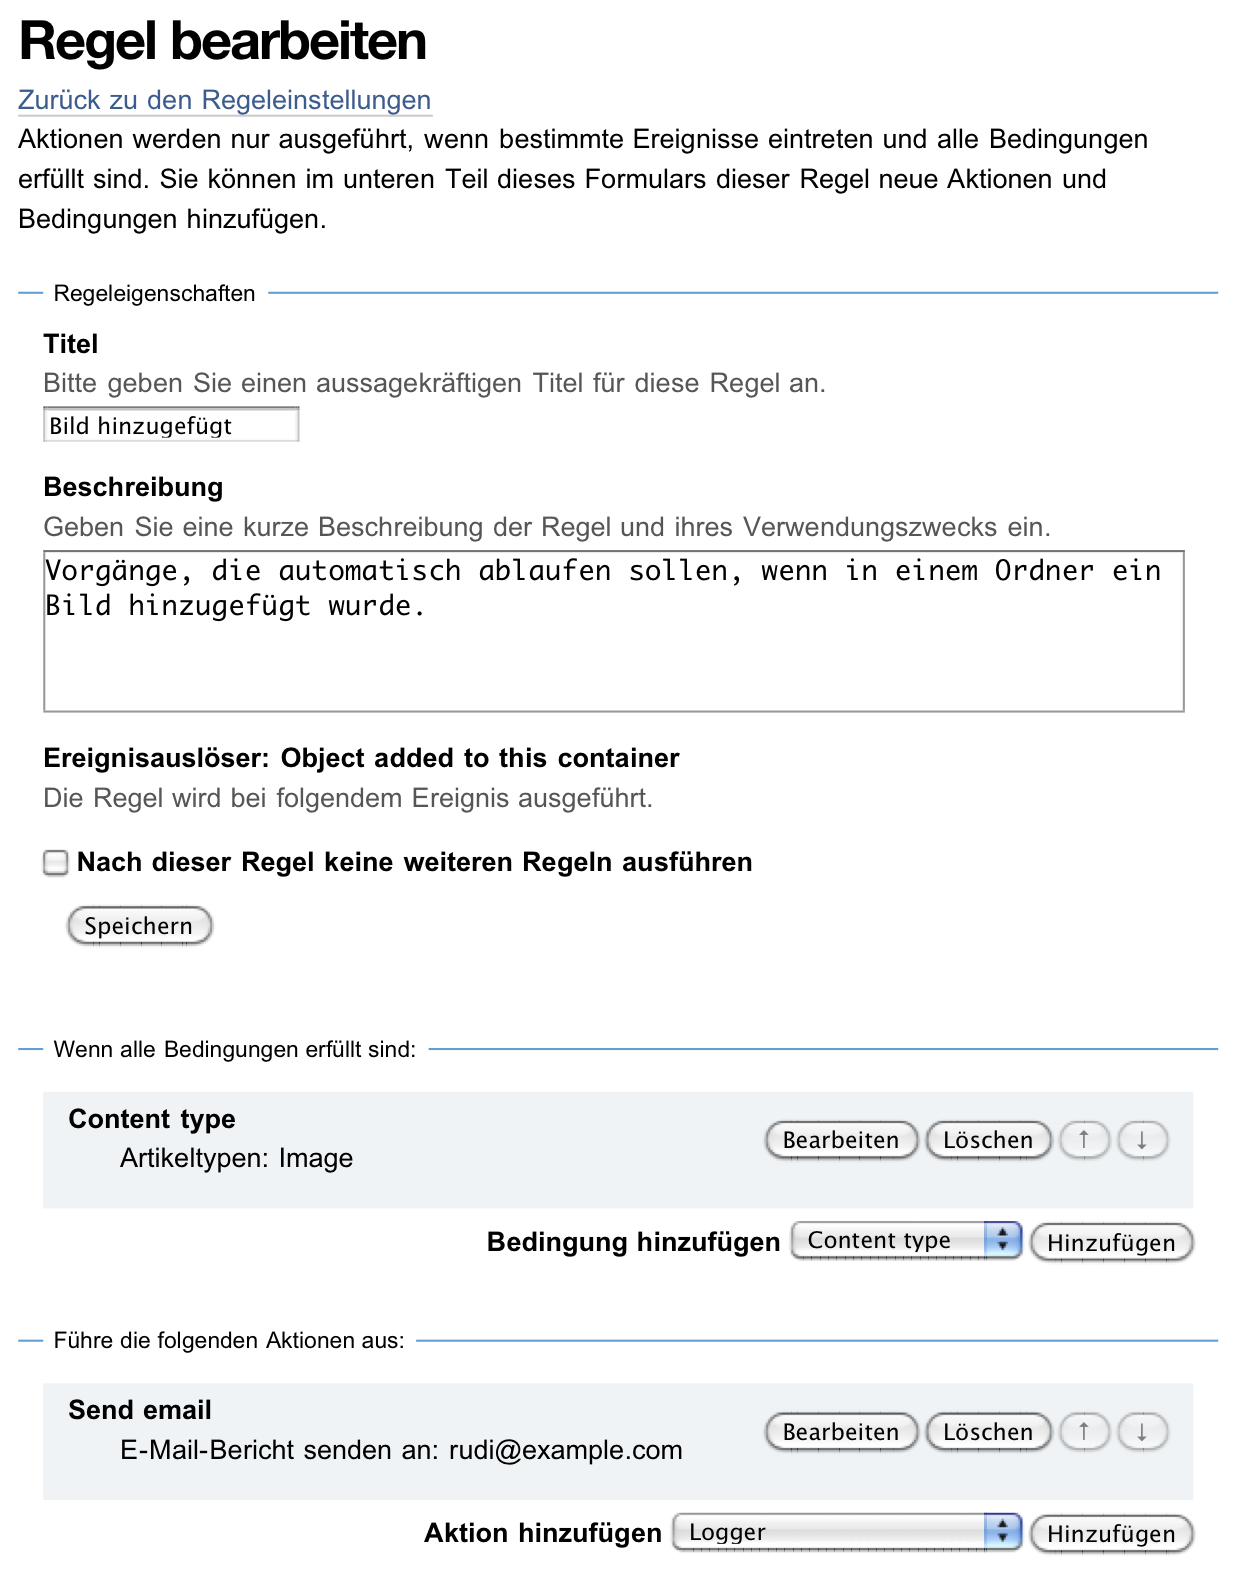 Regel bearbeiten
Zurück zu den Regeleinstellungen
Aktionen werden nur ausgeführt, wenn bestimmte Ereignisse eintreten und alle Bedingungen
erfüllt sind. Sie können im unteren Teil dieses Formulars dieser Regel neue Aktionen und
Bedingungen hinzufügen.
Regeleigenschaften
Titel
Bitte geben Sie einen aussagekräftigen Titel für diese Regel an.
Bild hinzugefügt
Beschreibung
Geben Sie eine kurze Beschreibung der Regel und ihres Verwendungszwecks ein.
Vorgänge, die automatisch ablaufen sollen, wenn in einem Ordner ein
Bild hinzugefügt wurde.
Ereignisauslöser: Object added to this container
Die Regel wird bei folgendem Ereignis ausgeführt.
Nach dieser Regel keine weiteren Regeln ausführen
Speichern
Wenn alle Bedingungen erfüllt sind:
Content type
Artikeltypen: Image
Bearbeiten Löschen ↑ ↓
Bedingung hinzufügen Content type Hinzufügen
Führe die folgenden Aktionen aus:
Send email
E-Mail-Bericht senden an: rudi@example.com
Bearbeiten Löschen ↑ ↓
Aktion hinzufügen Logger Hinzufügen